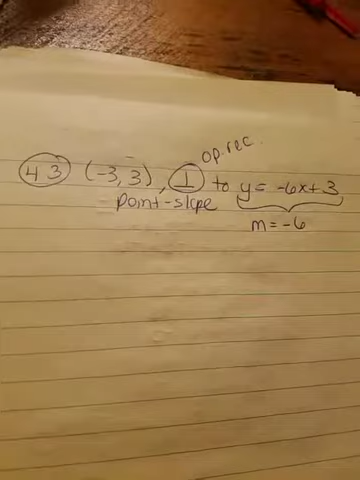 op. rec.
43 (-3, 3), ⊥ to y = -6x+3
point-slope
m = -6